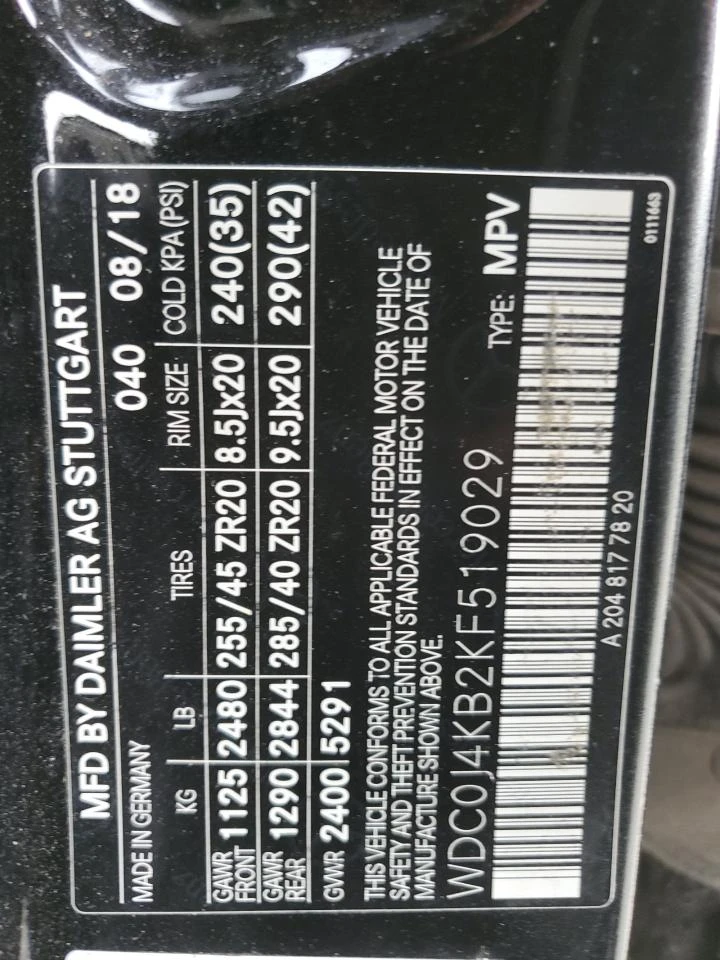 MFD BY DAIMLER AG STUTTGART
MADE IN GERMANY 040 08/18
KG LB TIRES RIM SIZE COLD KPA(PSI)
GAWR FRONT 1125 2480 255/45 ZR20 8.5Jx20 240(35)
GAWR REAR 1290 2844 285/40 ZR20 9.5Jx20 290(42)
GVWR 2400 5291
THIS VEHICLE CONFORMS TO ALL APPLICABLE FEDERAL MOTOR VEHICLE
SAFETY AND THEFT PREVENTION STANDARDS IN EFFECT ON THE DATE OF
MANUFACTURE SHOWN ABOVE.
WDC0J4KB2KF519029 TYPE: MPV
A 204 817 78 20 0111663